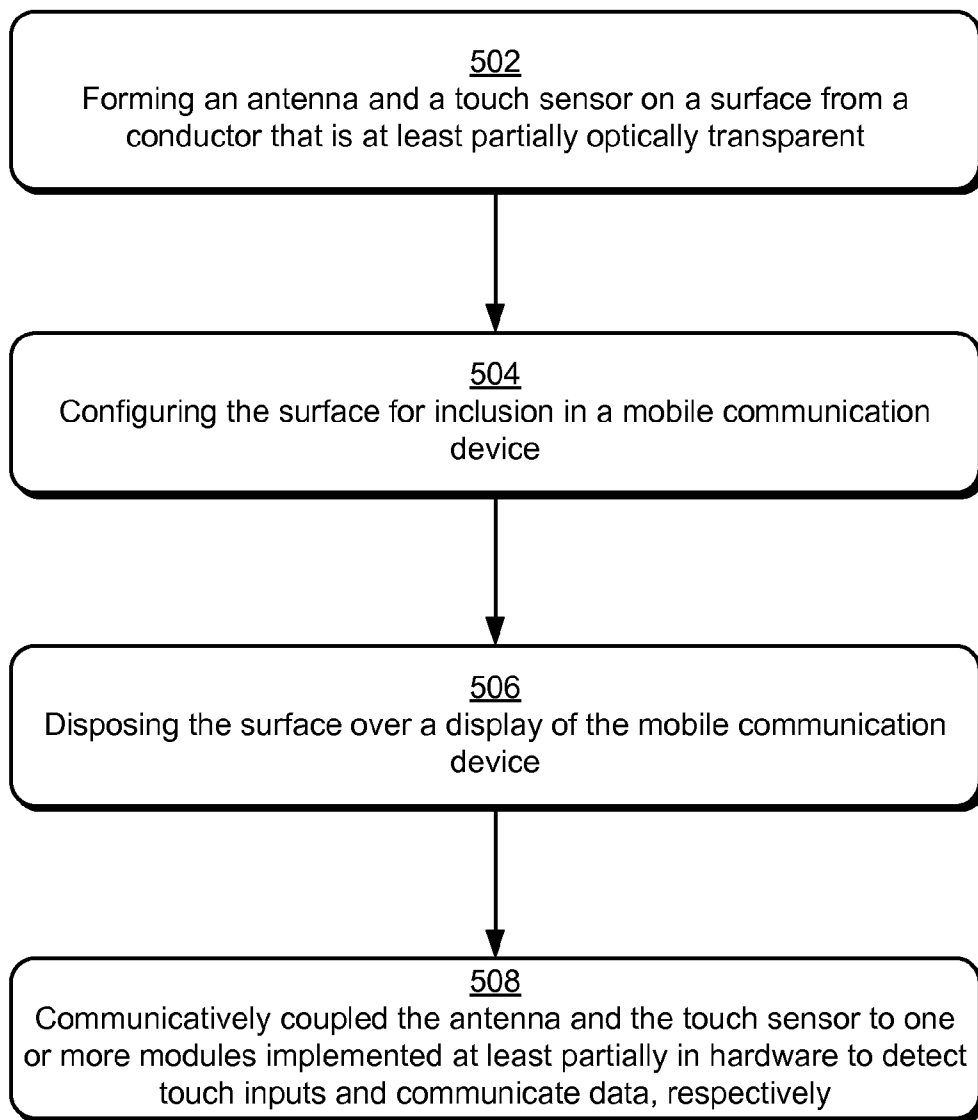 502
Forming an antenna and a touch sensor on a surface from a
conductor that is at least partially optically transparent
504
Configuring the surface for inclusion in a mobile communication
device
506
Disposing the surface over a display of the mobile communication
device
508
Communicatively coupled the antenna and the touch sensor to one
or more modules implemented at least partially in hardware to detect
touch inputs and communicate data, respectively